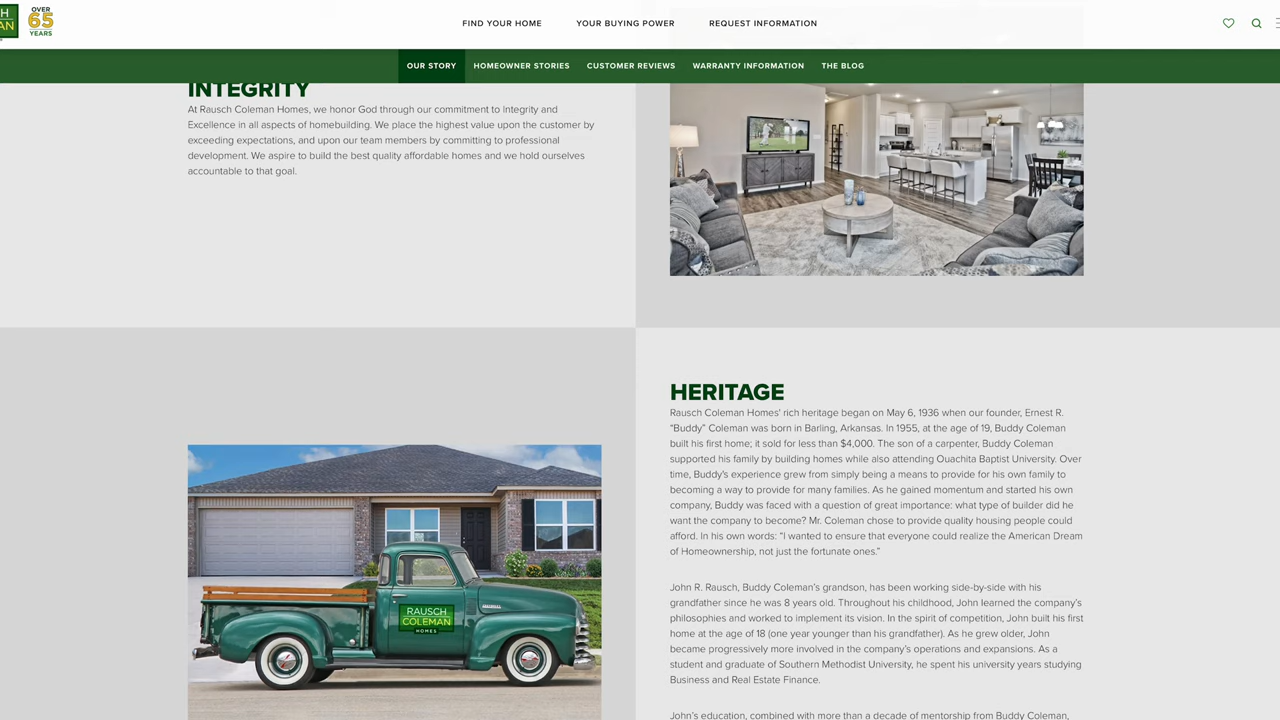 H
AN
OVER
65
YEARS
FIND YOUR HOME
YOUR BUYING POWER
REQUEST INFORMATION
OUR STORY
HOMEOWNER STORIES
CUSTOMER REVIEWS
WARRANTY INFORMATION
THE BLOG
INTEGRITY
At Rausch Coleman Homes, we honor God through our commitment to Integrity and
Excellence in all aspects of homebuilding. We place the highest value upon the customer by
exceeding expectations, and upon our team members by committing to professional
development. We aspire to build the best quality affordable homes and we hold ourselves
accountable to that goal.
HERITAGE
Rausch Coleman Homes' rich heritage began on May 6, 1936 when our founder, Ernest R.
“Buddy” Coleman was born in Barling, Arkansas. In 1955, at the age of 19, Buddy Coleman
built his first home; it sold for less than $4,000. The son of a carpenter, Buddy Coleman
supported his family by building homes while also attending Ouachita Baptist University. Over
time, Buddy's experience grew from simply being a means to provide for his own family to
becoming a way to provide for many families. As he gained momentum and started his own
company, Buddy was faced with a question of great importance: what type of builder did he
want the company to become? Mr. Coleman chose to provide quality housing people could
afford. In his own words: “I wanted to ensure that everyone could realize the American Dream
of Homeownership, not just the fortunate ones.”
John R. Rausch, Buddy Coleman’s grandson, has been working side-by-side with his
grandfather since he was 8 years old. Throughout his childhood, John learned the company’s
philosophies and worked to implement its vision. In the spirit of competition, John built his first
home at the age of 18 (one year younger than his grandfather). As he grew older, John
became progressively more involved in the company’s operations and expansions. As a
student and graduate of Southern Methodist University, he spent his university years studying
Business and Real Estate Finance.
John’s education, combined with more than a decade of mentorship from Buddy Coleman,
RAUSCH
COLEMAN
HOMES